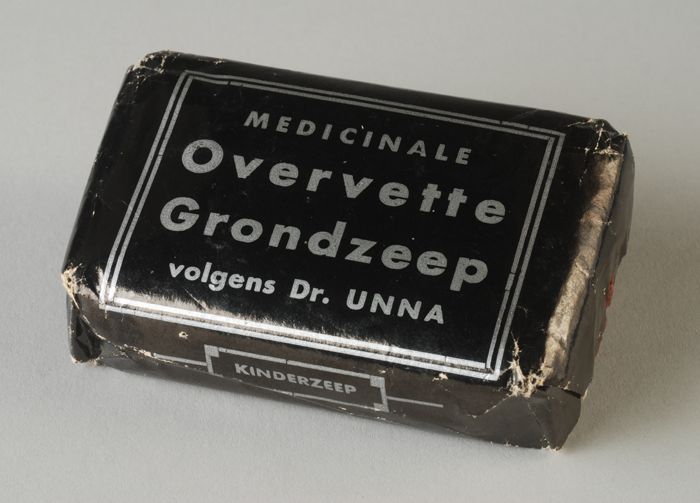 MEDICINALE
Overvette
Grondzeep
volgens Dr. UNNA
KINDERZEEP